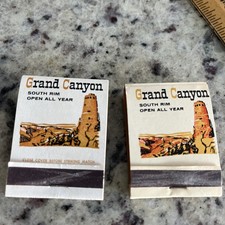 Grand Canyon
SOUTH RIM
OPEN ALL YEAR
Grand Canyon
SOUTH RIM
OPEN ALL YEAR